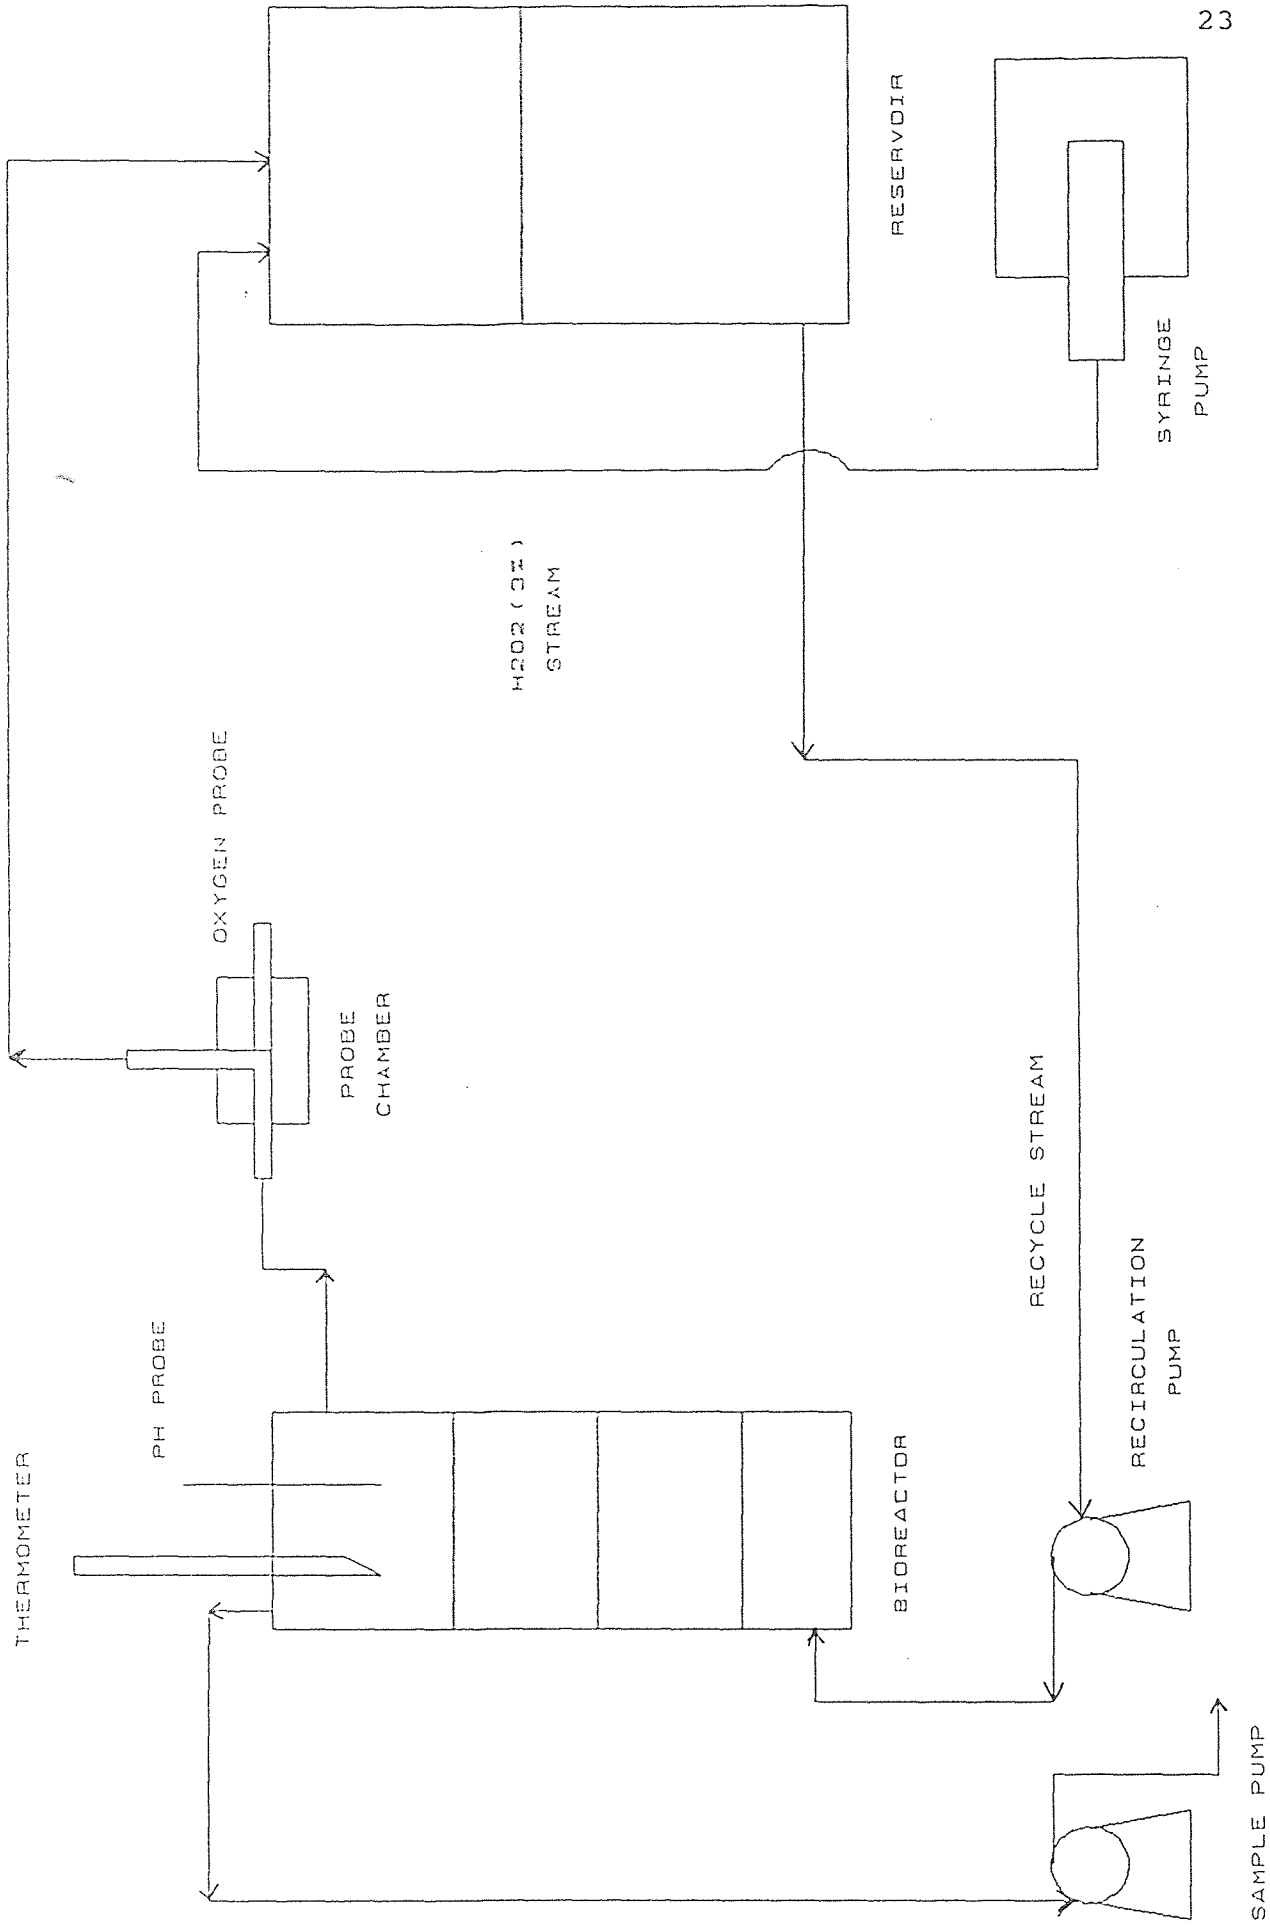 23
THERMOMETER
PH PROBE
OXYGEN PROBE
PROBE
CHAMBER
H2O2 (3%)
STREAM
BIOREACTOR
RESERVOIR
RECYCLE STREAM
RECIRCULATION
PUMP
SYRINGE
PUMP
SAMPLE PUMP